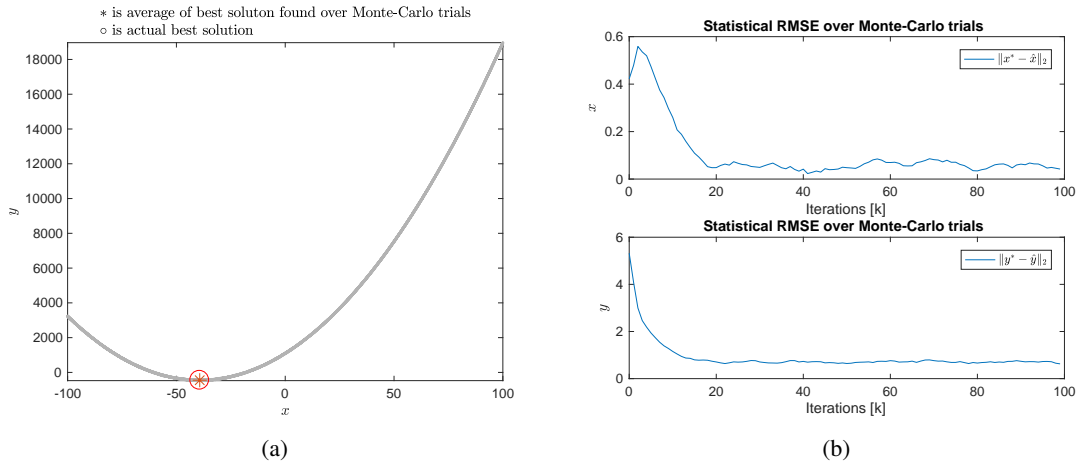 * is average of best soluton found over Monte-Carlo trials
○ is actual best solution
18000
16000
14000
12000
10000
8000
6000
4000
2000
0
y
-100
-50
0
50
100
x
(a)
Statistical RMSE over Monte-Carlo trials
0.6
0.4
0.2
0
x
‖x* − x̂‖₂
0
20
40
60
80
100
Iterations [k]
Statistical RMSE over Monte-Carlo trials
6
4
2
0
y
‖y* − ŷ‖₂
0
20
40
60
80
100
Iterations [k]
(b)